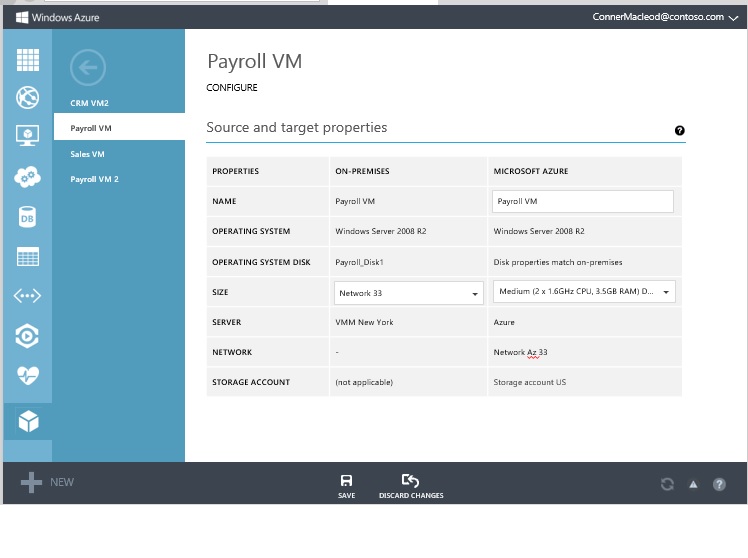 Windows Azure
ConnerMacleod@contoso.com
Payroll VM
CONFIGURE
CRM VM2
Payroll VM
Sales VM
Payroll VM 2
Source and target properties
?
PROPERTIES ON-PREMISES MICROSOFT AZURE
NAME Payroll VM Payroll VM
OPERATING SYSTEM Windows Server 2008 R2 Windows Server 2008 R2
OPERATING SYSTEM DISK Payroll_Disk1 Disk properties match on-premises
SIZE Network 33 Medium (2 x 1.6GHz CPU, 3.5GB RAM) D...
SERVER VMM New York Azure
NETWORK - Network Az 33
STORAGE ACCOUNT (not applicable) Storage account US
DB
NEW
SAVE
DISCARD CHANGES
?